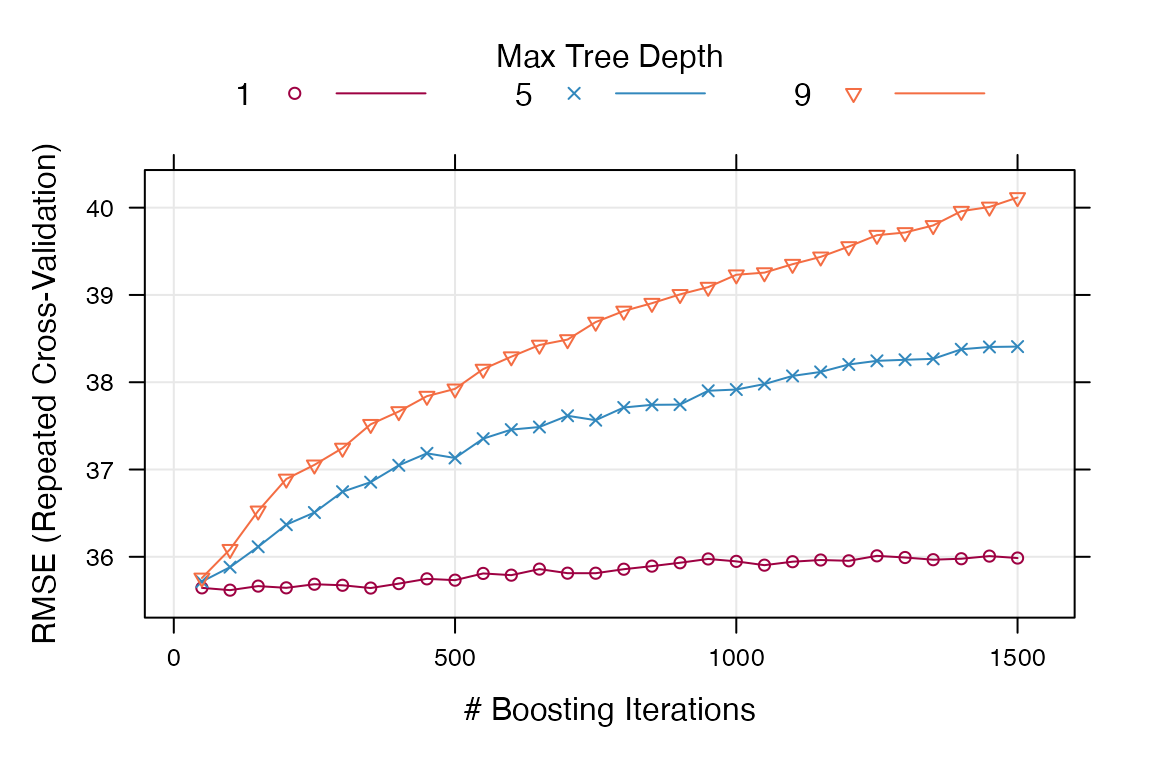 Max Tree Depth
1 5 9
RMSE (Repeated Cross-Validation)
40
39
38
37
36
0 500 1000 1500
# Boosting Iterations